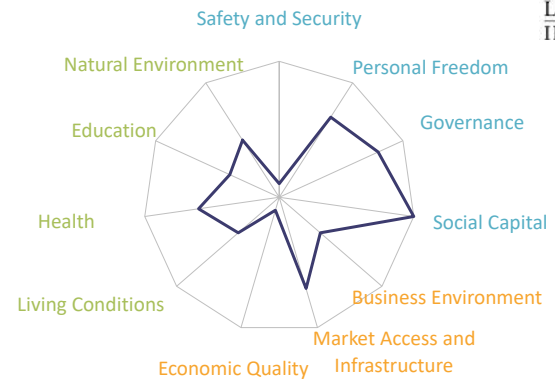 Safety and Security
Natural Environment
Personal Freedom
Education
Governance
Health
Social Capital
Living Conditions
Business Environment
Market Access and
Infrastructure
Economic Quality